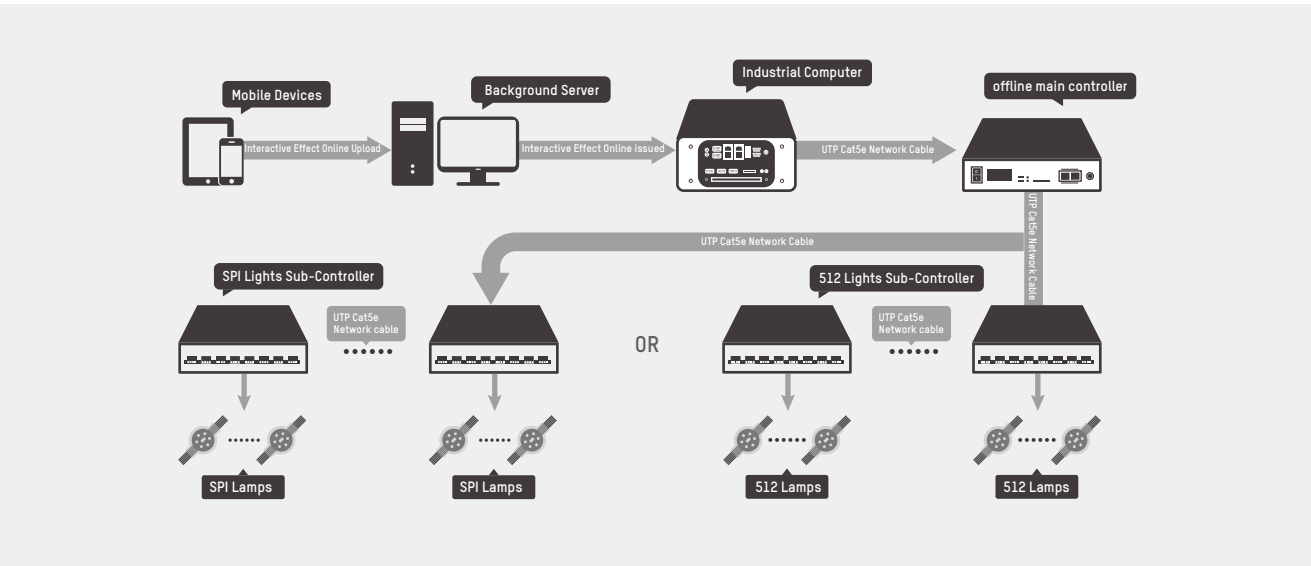 Mobile Devices
Background Server
Industrial Computer
offline main controller
Interactive Effect Online Upload
Interactive Effect Online issued
UTP Cat5e Network Cable
UTP Cat5e Network Cable
UTP Cat5e Network Cable
SPI Lights Sub-Controller
UTP Cat5e
Network cable
OR
512 Lights Sub-Controller
UTP Cat5e
Network cable
SPI Lamps
SPI Lamps
512 Lamps
512 Lamps